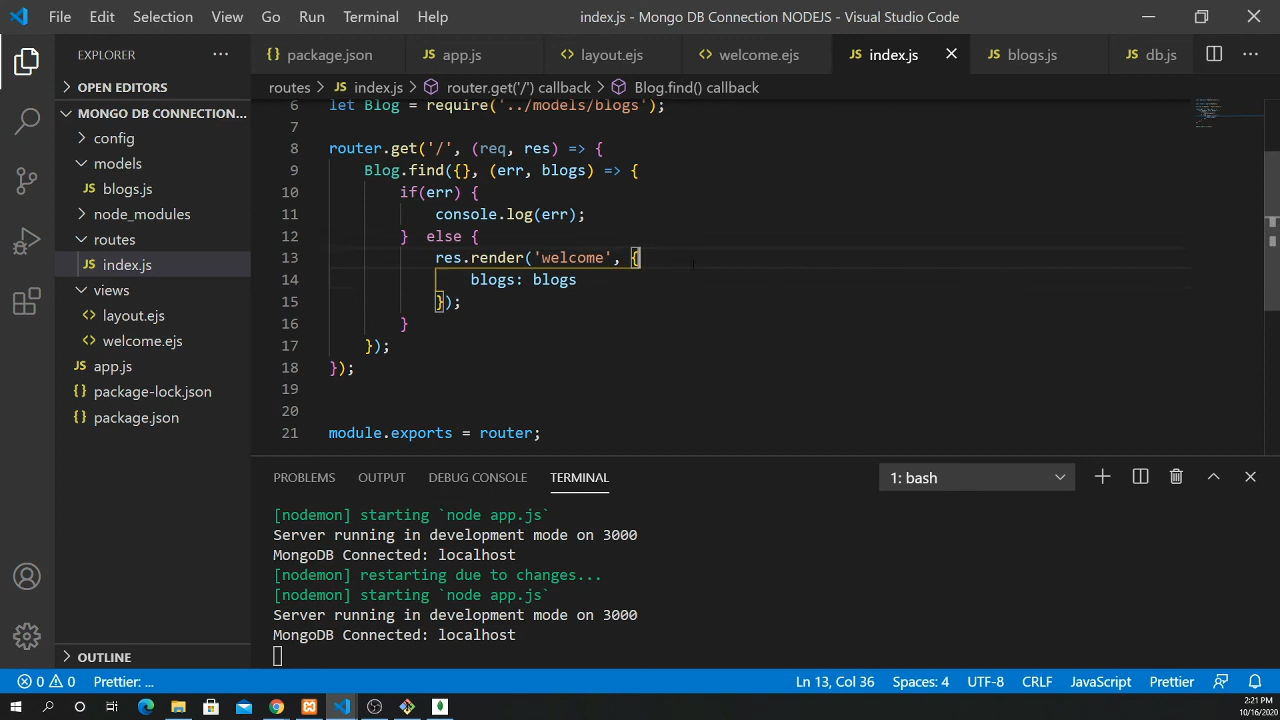 File Edit Selection View Go Run Terminal Help index.js - Mongo DB Connection NODEJS - Visual Studio Code
EXPLORER ···
package.json app.js layout.ejs welcome.ejs index.js blogs.js db.js
routes > index.js > router.get('/') callback > Blog.find() callback
OPEN EDITORS
MONGO DB CONNECTION...
config
models
blogs.js
node_modules
routes
index.js
views
layout.ejs
welcome.ejs
app.js
package-lock.json
package.json
OUTLINE
6 let Blog = require('../models/blogs');
7
8 router.get('/', (req, res) => {
9 Blog.find({}, (err, blogs) => {
10 if(err) {
11 console.log(err);
12 } else {
13 res.render('welcome', {
14 blogs: blogs
15 });
16 }
17 });
18 });
19
20
21 module.exports = router;
PROBLEMS OUTPUT DEBUG CONSOLE TERMINAL 1: bash
[nodemon] starting `node app.js`
Server running in development mode on 3000
MongoDB Connected: localhost
[nodemon] restarting due to changes...
[nodemon] starting `node app.js`
Server running in development mode on 3000
MongoDB Connected: localhost
0 0 Prettier: ... Ln 13, Col 36 Spaces: 4 UTF-8 CRLF JavaScript Prettier
2:21 PM
10/16/2020